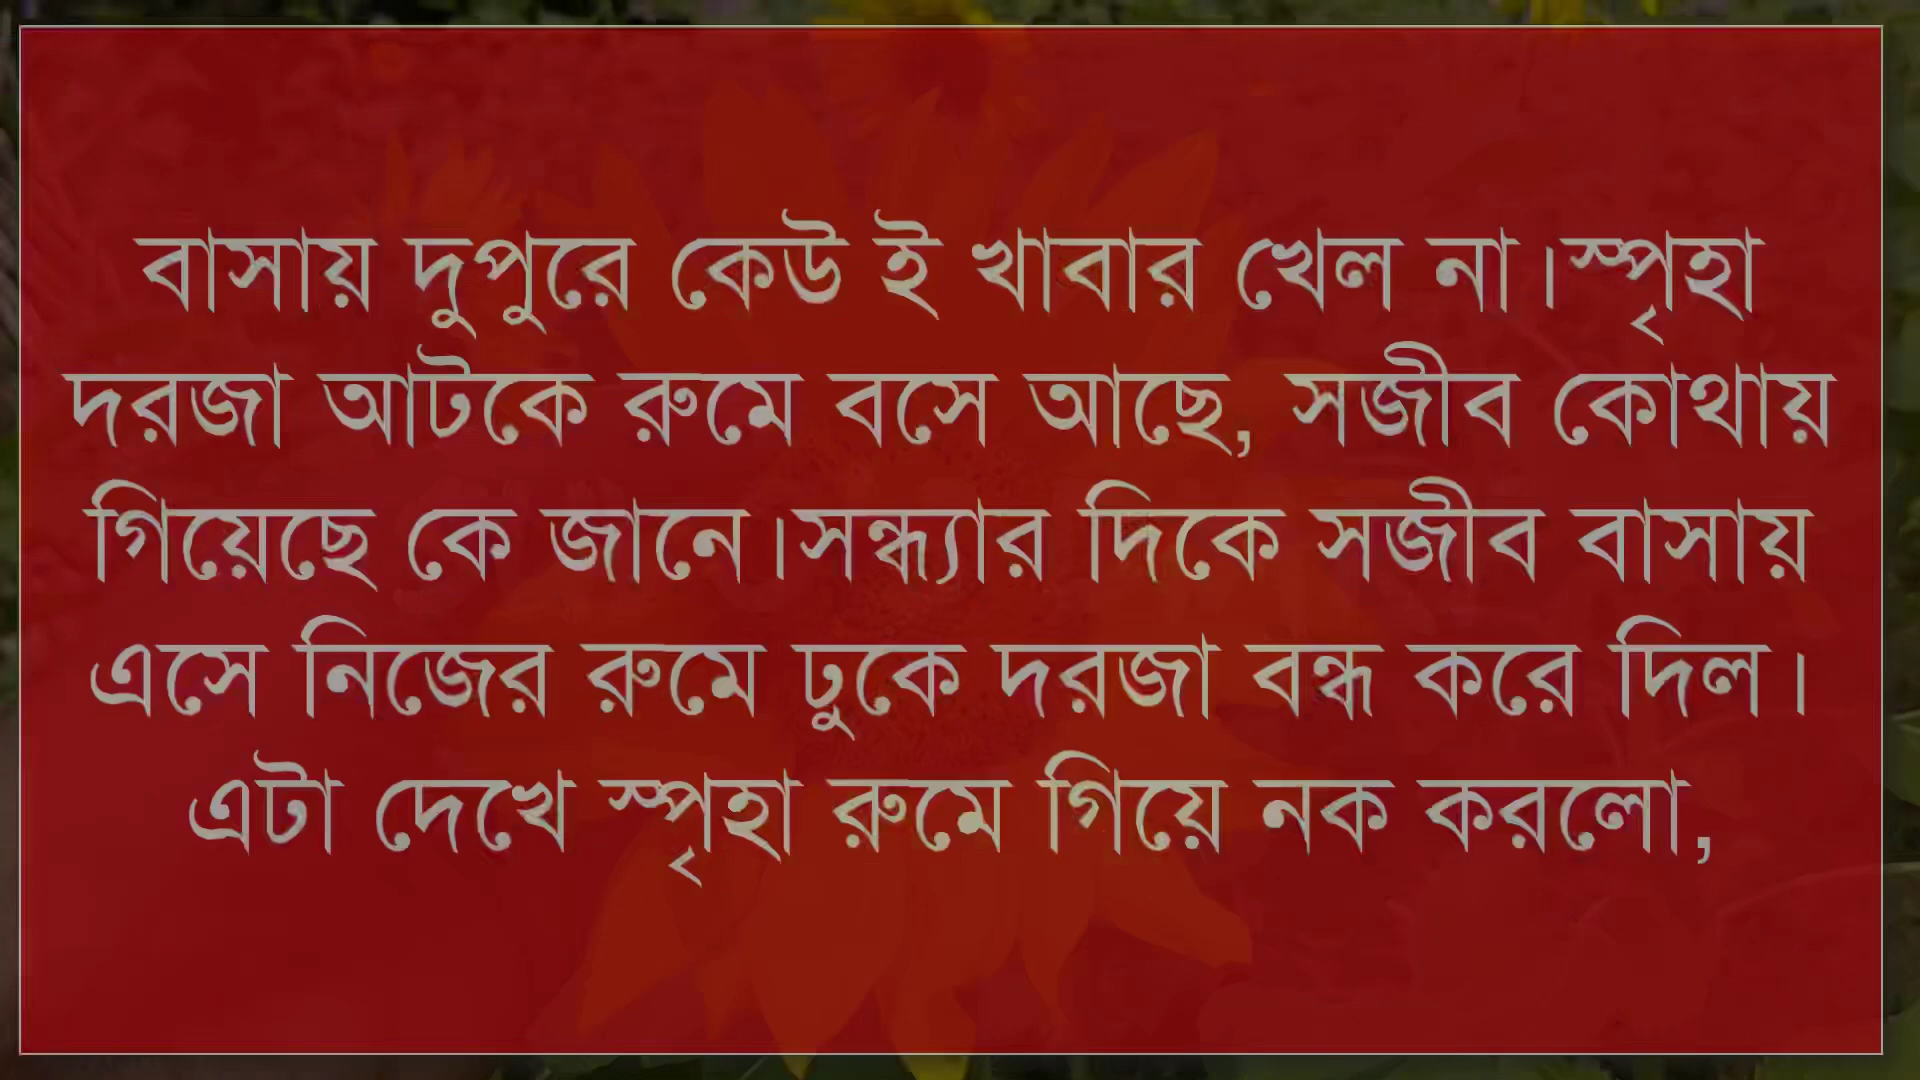 বাসায় দুপুরে কেউ ই খাবার খেল না।স্পৃহা
দরজা আটকে রুমে বসে আছে, সজীব কোথায়
গিয়েছে কে জানে।সন্ধ্যার দিকে সজীব বাসায়
এসে নিজের রুমে ঢুকে দরজা বন্ধ করে দিল।
এটা দেখে স্পৃহা রুমে গিয়ে নক করলো,